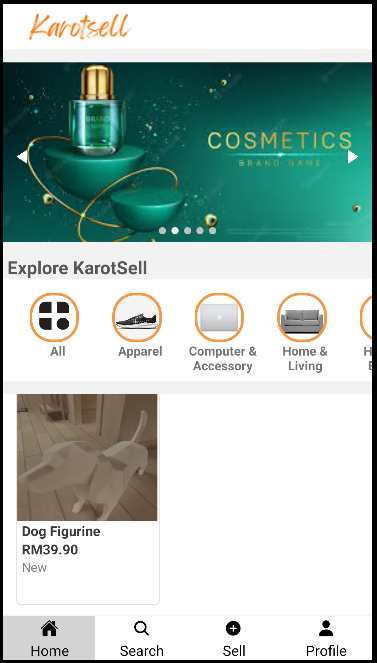 Karotsell
BRAND
COSMETICS
BRAND NAME
Explore KarotSell
All
Apparel
Computer &
Accessory
Home &
Living
Dog Figurine
RM39.90
New
Home
Search
Sell
Profile